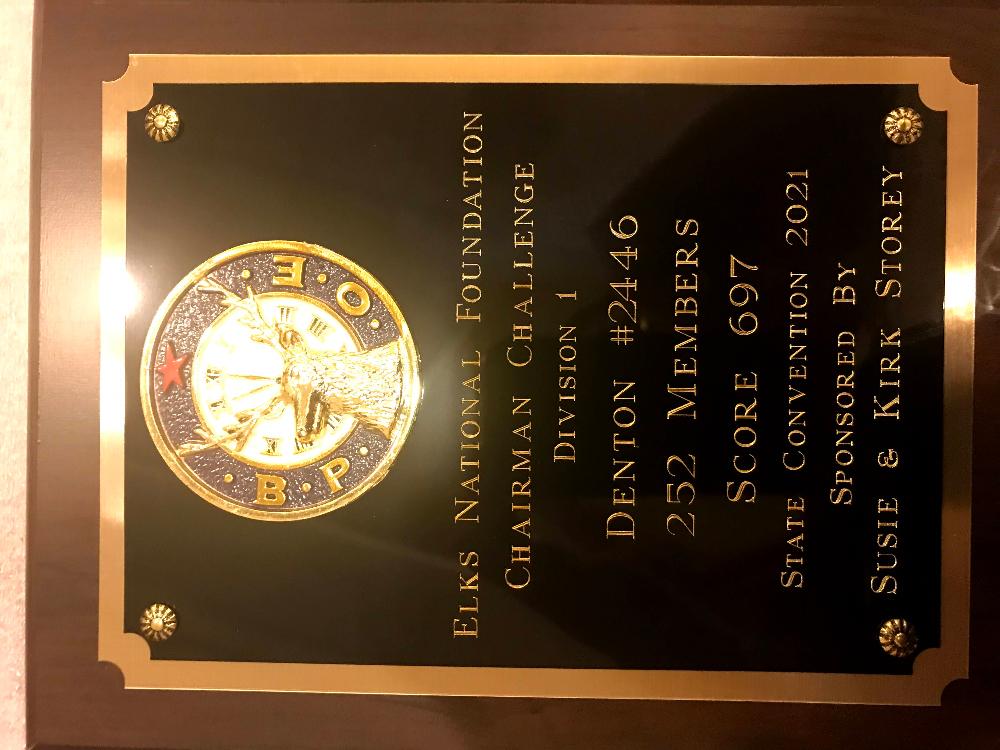 B · P · O · E
Elks National Foundation
Chairman Challenge
Division 1
Denton #2446
252 Members
Score 697
State Convention 2021
Sponsored By
Susie & Kirk Storey